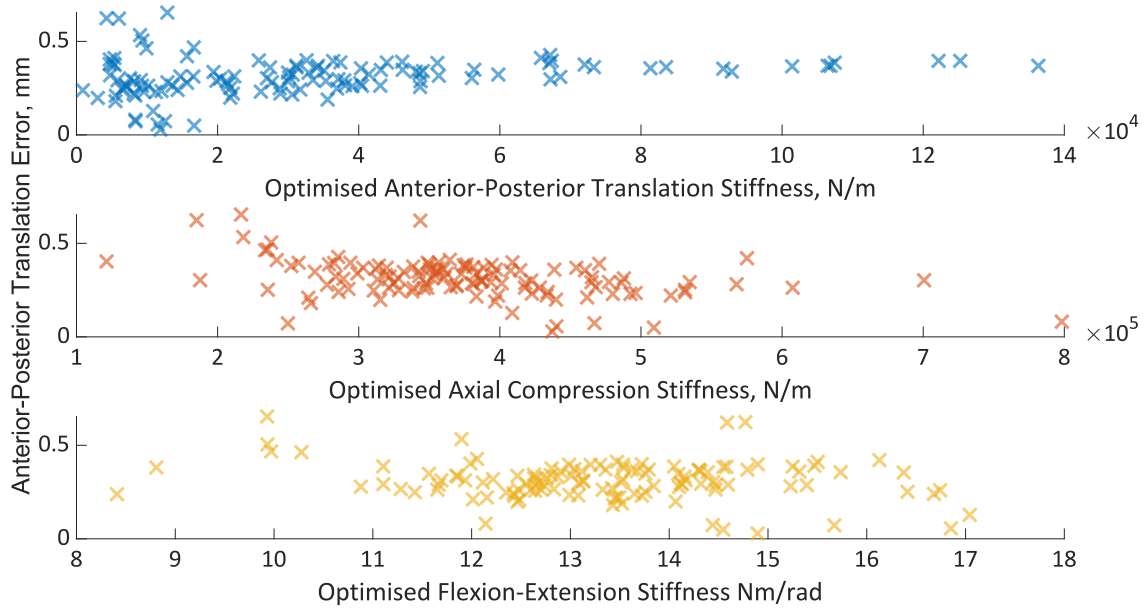 Anterior-Posterior Translation Error, mm
0.5
0
0 2 4 6 8 10 12 14
×10⁴
Optimised Anterior-Posterior Translation Stiffness, N/m
0.5
0
1 2 3 4 5 6 7 8
×10⁵
Optimised Axial Compression Stiffness, N/m
0.5
0
8 9 10 11 12 13 14 15 16 17 18
Optimised Flexion-Extension Stiffness Nm/rad